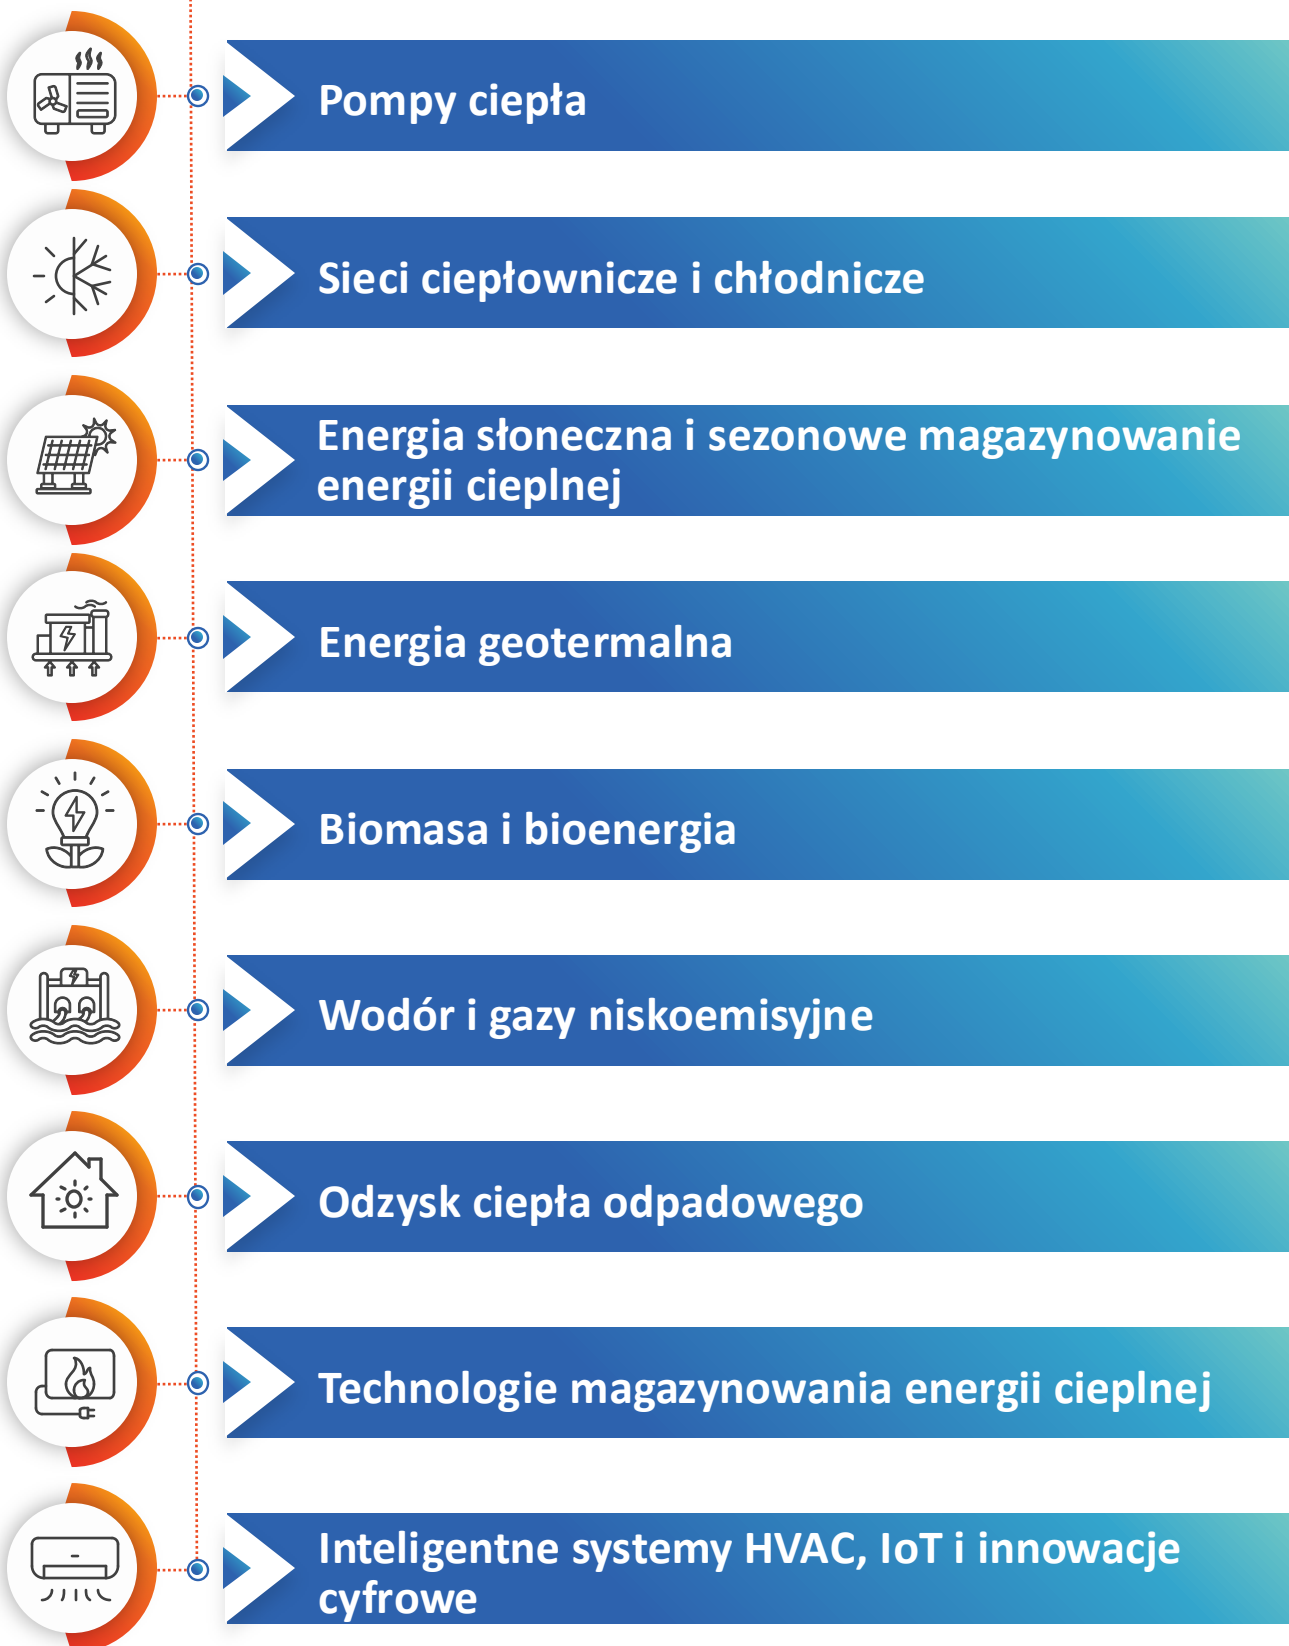 Pompy ciepła
Sieci ciepłownicze i chłodnicze
Energia słoneczna i sezonowe magazynowanie
energii cieplnej
Energia geotermalna
Biomasa i bioenergia
Wodór i gazy niskoemisyjne
Odzysk ciepła odpadowego
Technologie magazynowania energii cieplnej
Inteligentne systemy HVAC, IoT i innowacje
cyfrowe